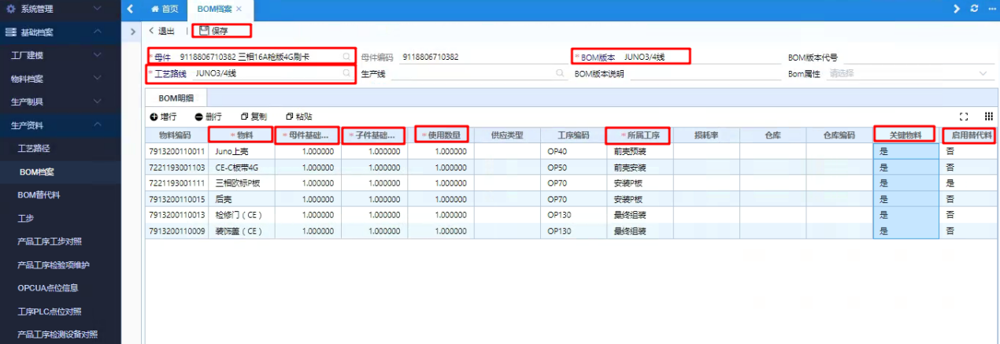 系统管理
首页 BOM档案 ×
基础档案
退出 | 保存
工厂建模
* 母件 9118806710382 三相16A枪版4G刷卡 母件编码 9118806710382 * BOM版本 JUNO3/4线 BOM版本代号
* 工艺路线 JUNO3/4线 生产线 BOM版本说明 Bom属性 请选择
物料档案
生产制具
BOM明细
增行 删行 复制 粘贴
生产资料
物料编码 * 物料 * 母件基础... * 子件基础... * 使用数量 供应类型 工序编码 * 所属工序 损耗率 仓库 仓库编码 关键物料 启用替代料
7913200110011 Juno上壳 1.000000 1.000000 1.000000 OP40 前壳预装 是 否
7221193001103 CE-C板带4G 1.000000 1.000000 1.000000 OP50 前壳安装 是 否
7221193001111 三相欧标P板 1.000000 1.000000 1.000000 OP70 安装P板 是 是
7913200110015 后壳 1.000000 1.000000 1.000000 OP70 安装P板 是 否
7913200110013 检修门（CE） 1.000000 1.000000 1.000000 OP130 最终组装 是 否
7913200110009 装饰盖（CE） 1.000000 1.000000 1.000000 OP130 最终组装 是 否
工艺路径
BOM档案
BOM替代料
工步
产品工序工步对照
产品工序检验项维护
OPCUA点位信息
工序PLC点位对照
产品工序检测设备对照